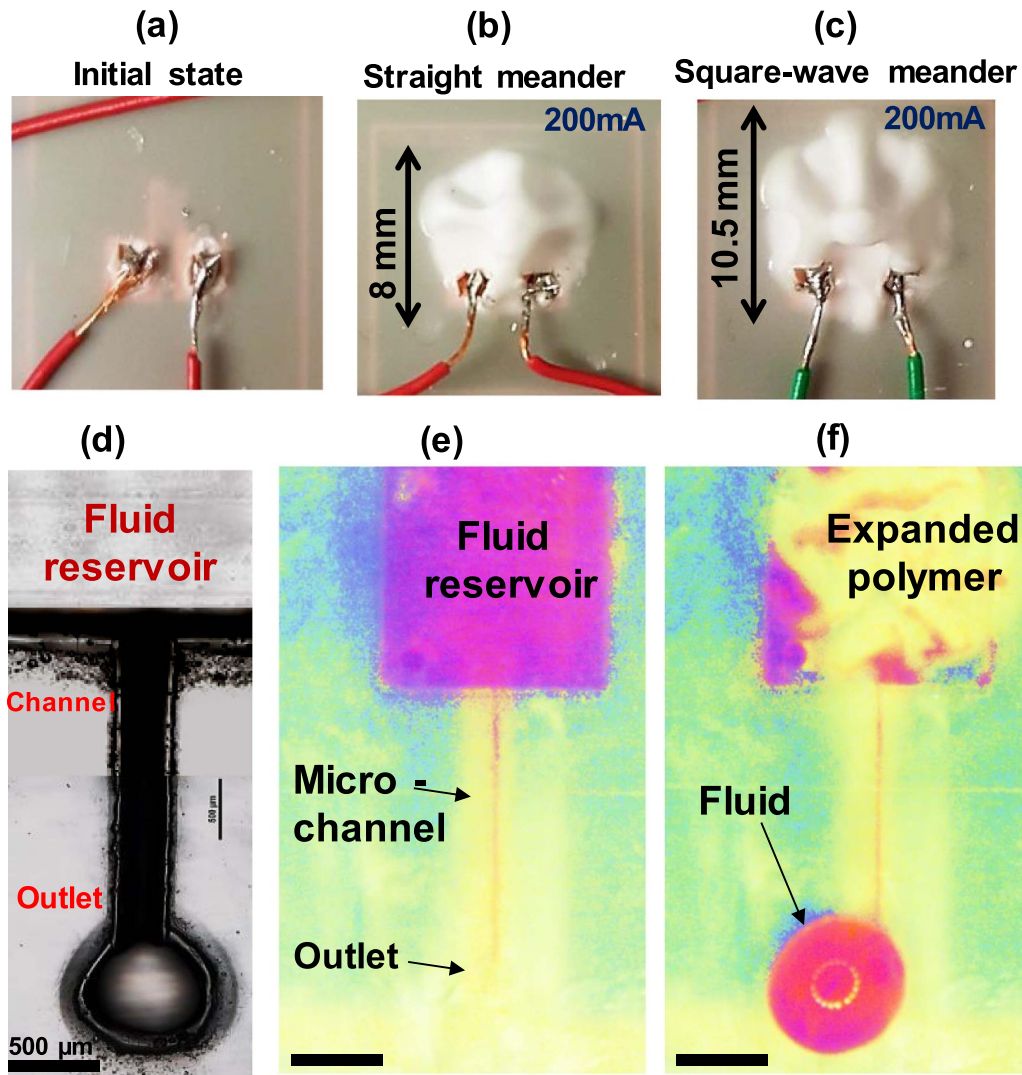 (a)
Initial state
(b)
Straight meander
200mA
8 mm
(c)
Square-wave meander
200mA
10.5 mm
(d)
Fluid
reservoir
Channel
500 μm
Outlet
500 μm
(e)
Fluid
reservoir
Micro -
channel
Outlet
(f)
Expanded
polymer
Fluid